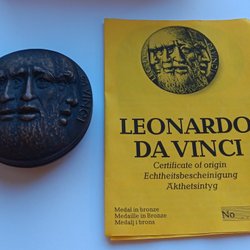 LEONARDO
DA VINCI
Certificate of origin
Echtheitsbescheinigung
Äkthetsintyg
Medal in bronze
Medaille in Bronze
Medalj i brons
No